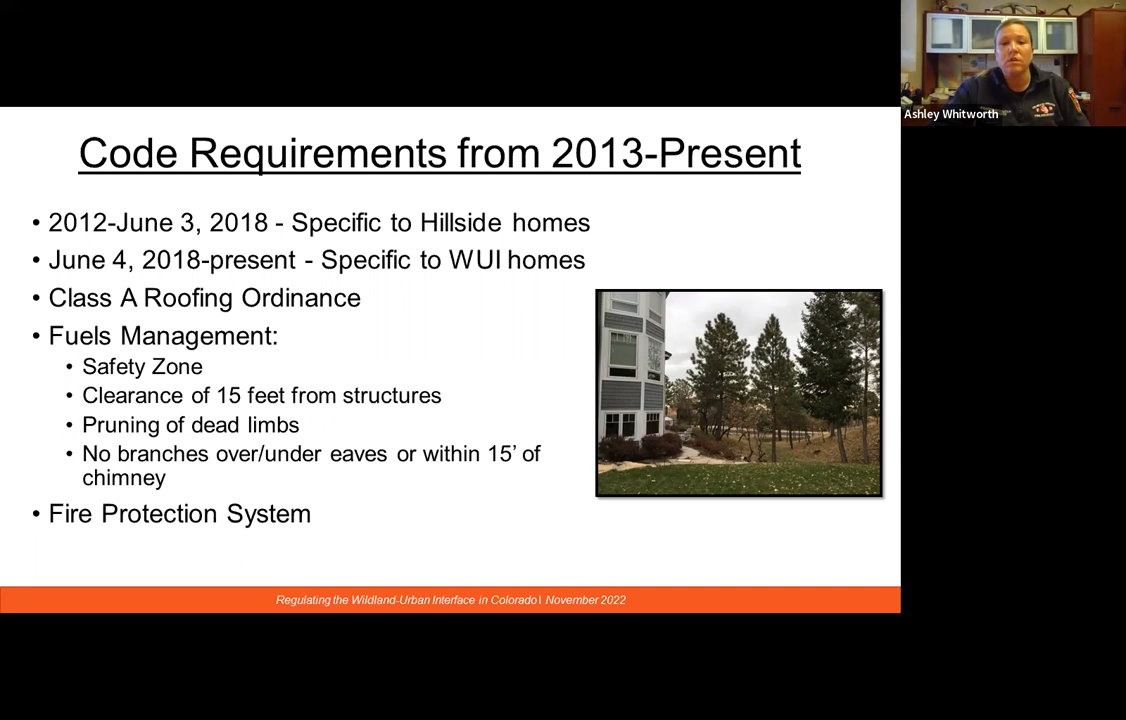 Ashley Whitworth
Code Requirements from 2013-Present
• 2012-June 3, 2018 - Specific to Hillside homes
• June 4, 2018-present - Specific to WUI homes
• Class A Roofing Ordinance
• Fuels Management:
• Safety Zone
• Clearance of 15 feet from structures
• Pruning of dead limbs
• No branches over/under eaves or within 15’ of
chimney
• Fire Protection System
Regulating the Wildland-Urban Interface in Colorado| November 2022